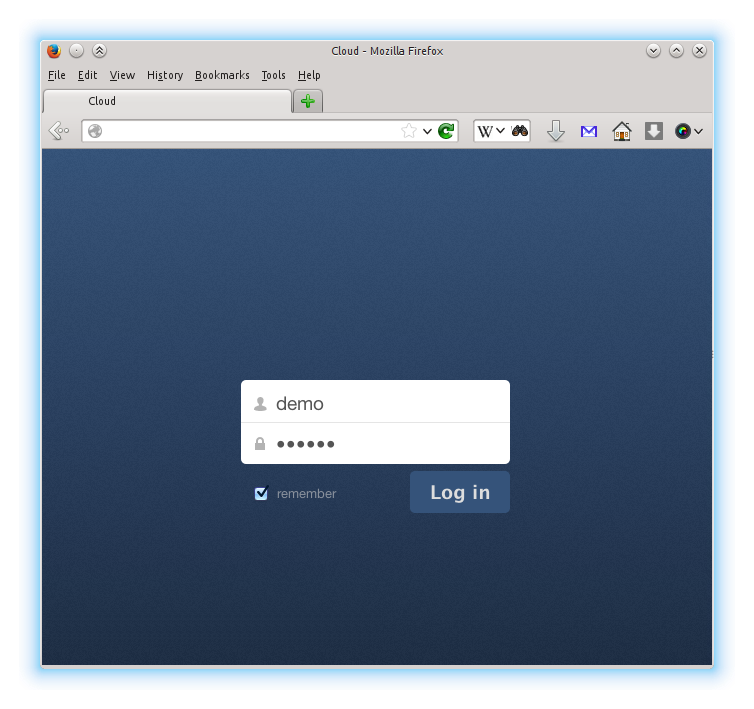 Cloud - Mozilla Firefox
File Edit View History Bookmarks Tools Help
Cloud
W
demo
••••••
remember
Log in